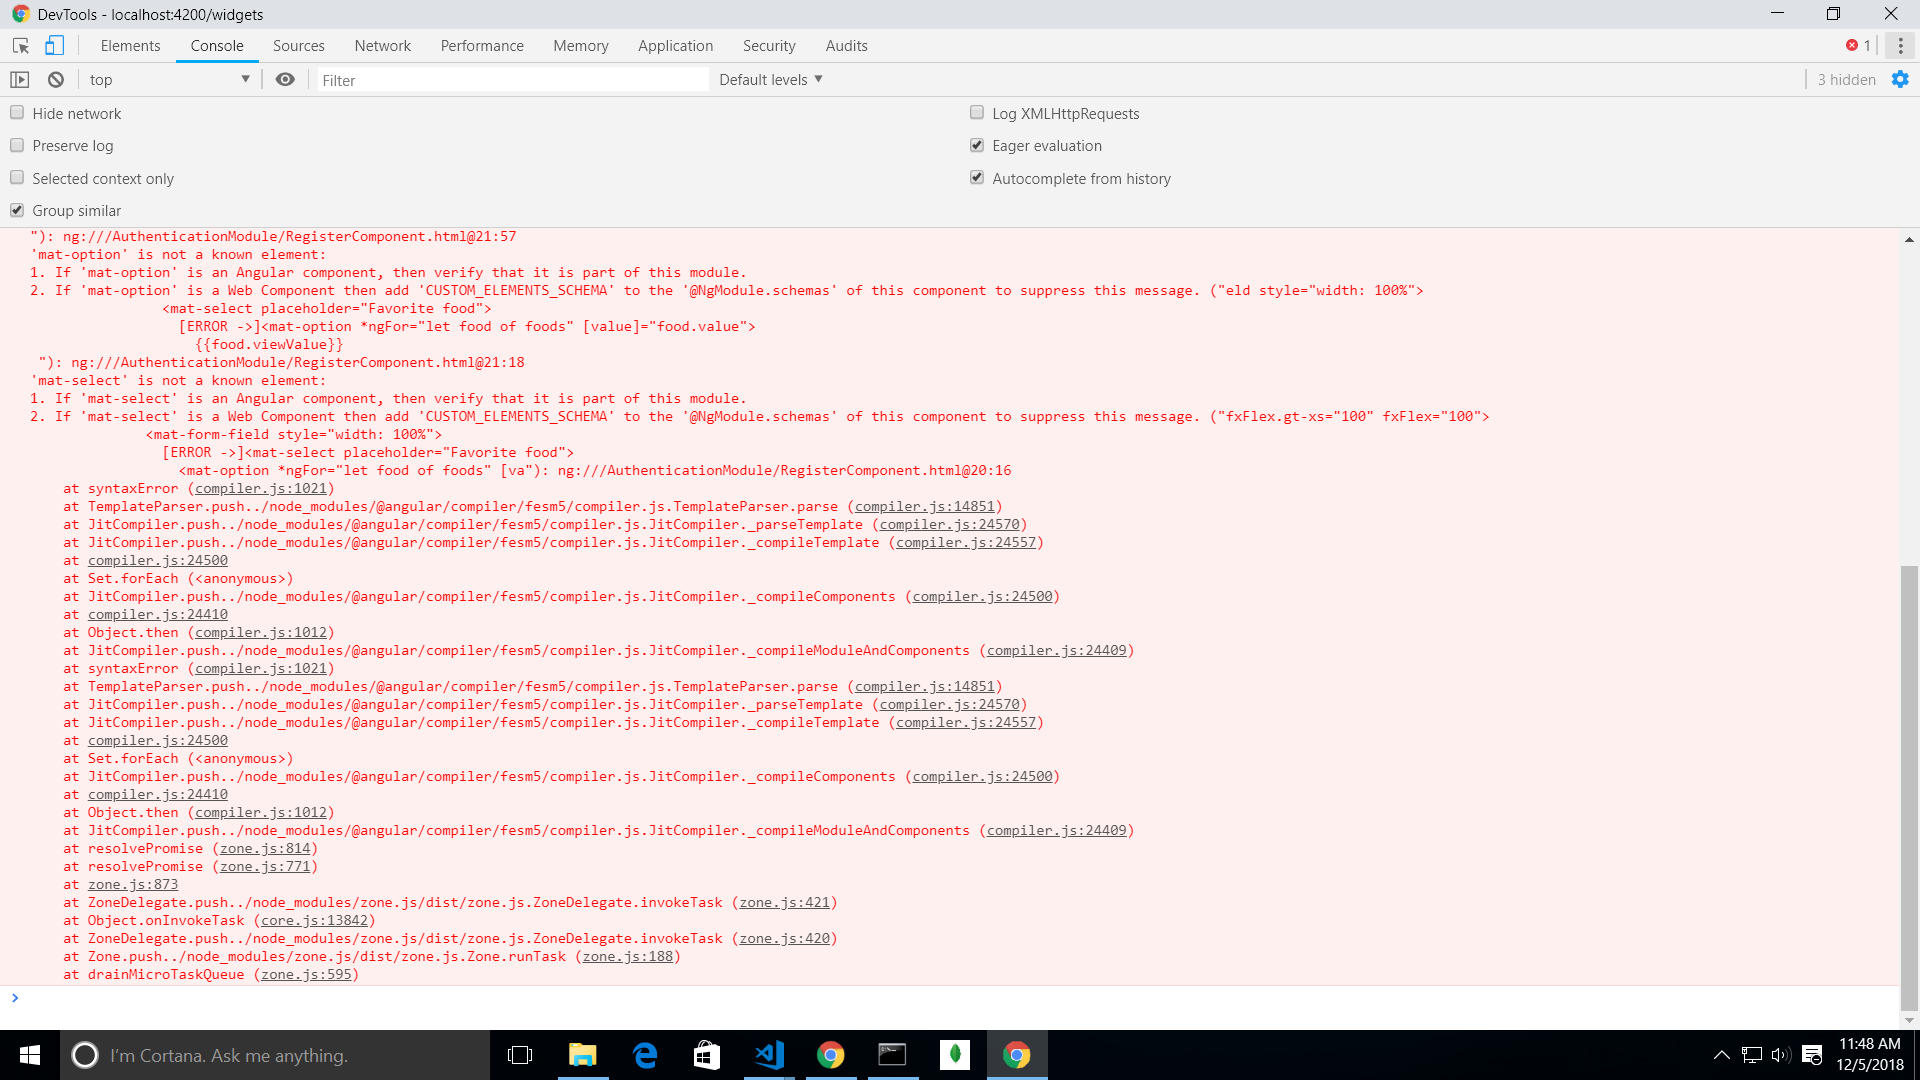 DevTools - localhost:4200/widgets
Elements Console Sources Network Performance Memory Application Security Audits 1
top Filter Default levels 3 hidden
Hide network Log XMLHttpRequests
Preserve log Eager evaluation
Selected context only Autocomplete from history
Group similar
"): ng:///AuthenticationModule/RegisterComponent.html@21:57
'mat-option' is not a known element:
1. If 'mat-option' is an Angular component, then verify that it is part of this module.
2. If 'mat-option' is a Web Component then add 'CUSTOM_ELEMENTS_SCHEMA' to the '@NgModule.schemas' of this component to suppress this message. ("eld style="width: 100%">
<mat-select placeholder="Favorite food">
[ERROR ->]<mat-option *ngFor="let food of foods" [value]="food.value">
{{food.viewValue}}
"): ng:///AuthenticationModule/RegisterComponent.html@21:18
'mat-select' is not a known element:
1. If 'mat-select' is an Angular component, then verify that it is part of this module.
2. If 'mat-select' is a Web Component then add 'CUSTOM_ELEMENTS_SCHEMA' to the '@NgModule.schemas' of this component to suppress this message. ("fxFlex.gt-xs="100" fxFlex="100">
<mat-form-field style="width: 100%">
[ERROR ->]<mat-select placeholder="Favorite food">
<mat-option *ngFor="let food of foods" [va"): ng:///AuthenticationModule/RegisterComponent.html@20:16
at syntaxError (compiler.js:1021)
at TemplateParser.push../node_modules/@angular/compiler/fesm5/compiler.js.TemplateParser.parse (compiler.js:14851)
at JitCompiler.push../node_modules/@angular/compiler/fesm5/compiler.js.JitCompiler._parseTemplate (compiler.js:24570)
at JitCompiler.push../node_modules/@angular/compiler/fesm5/compiler.js.JitCompiler._compileTemplate (compiler.js:24557)
at compiler.js:24500
at Set.forEach (<anonymous>)
at JitCompiler.push../node_modules/@angular/compiler/fesm5/compiler.js.JitCompiler._compileComponents (compiler.js:24500)
at compiler.js:24410
at Object.then (compiler.js:1012)
at JitCompiler.push../node_modules/@angular/compiler/fesm5/compiler.js.JitCompiler._compileModuleAndComponents (compiler.js:24409)
at syntaxError (compiler.js:1021)
at TemplateParser.push../node_modules/@angular/compiler/fesm5/compiler.js.TemplateParser.parse (compiler.js:14851)
at JitCompiler.push../node_modules/@angular/compiler/fesm5/compiler.js.JitCompiler._parseTemplate (compiler.js:24570)
at JitCompiler.push../node_modules/@angular/compiler/fesm5/compiler.js.JitCompiler._compileTemplate (compiler.js:24557)
at compiler.js:24500
at Set.forEach (<anonymous>)
at JitCompiler.push../node_modules/@angular/compiler/fesm5/compiler.js.JitCompiler._compileComponents (compiler.js:24500)
at compiler.js:24410
at Object.then (compiler.js:1012)
at JitCompiler.push../node_modules/@angular/compiler/fesm5/compiler.js.JitCompiler._compileModuleAndComponents (compiler.js:24409)
at resolvePromise (zone.js:814)
at resolvePromise (zone.js:771)
at zone.js:873
at ZoneDelegate.push../node_modules/zone.js/dist/zone.js.ZoneDelegate.invokeTask (zone.js:421)
at Object.onInvokeTask (core.js:13842)
at ZoneDelegate.push../node_modules/zone.js/dist/zone.js.ZoneDelegate.invokeTask (zone.js:420)
at Zone.push../node_modules/zone.js/dist/zone.js.Zone.runTask (zone.js:188)
at drainMicroTaskQueue (zone.js:595)
I'm Cortana. Ask me anything.
11:48 AM
12/5/2018